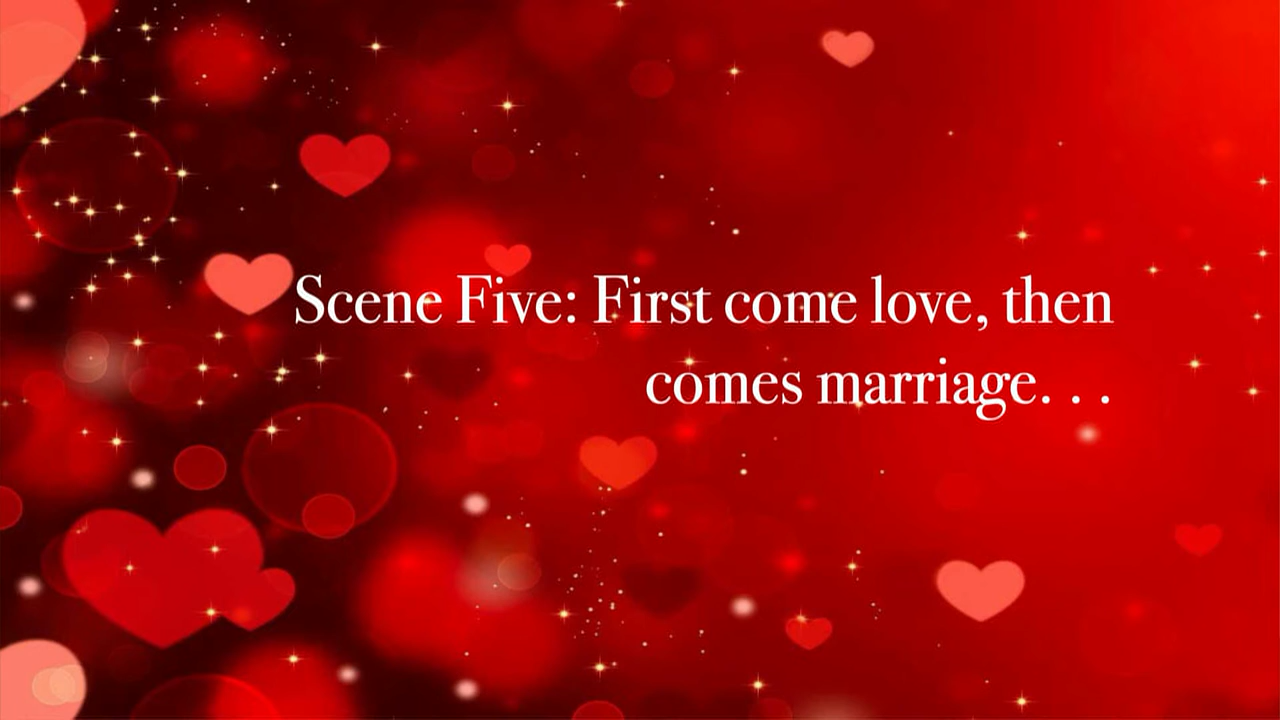 Scene Five: First come love, then
comes marriage. . .